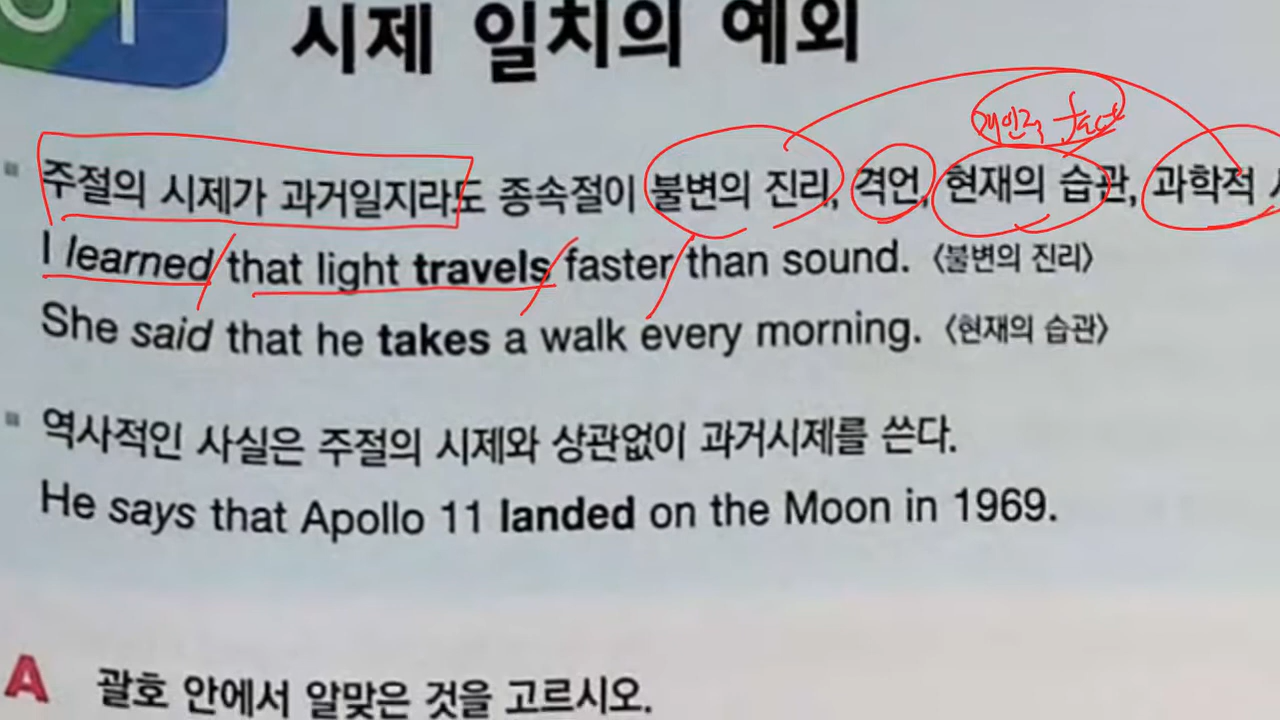 시제 일치의 예외
개인적
주절의 시제가 과거일지라도 종속절이 불변의 진리, 격언, 현재의 습관, 과학적
I learned that light travels faster than sound. 〈불변의 진리〉
She said that he takes a walk every morning. 〈현재의 습관〉
역사적인 사실은 주절의 시제와 상관없이 과거시제를 쓴다.
He says that Apollo 11 landed on the Moon in 1969.
A 괄호 안에서 알맞은 것을 고르시오.